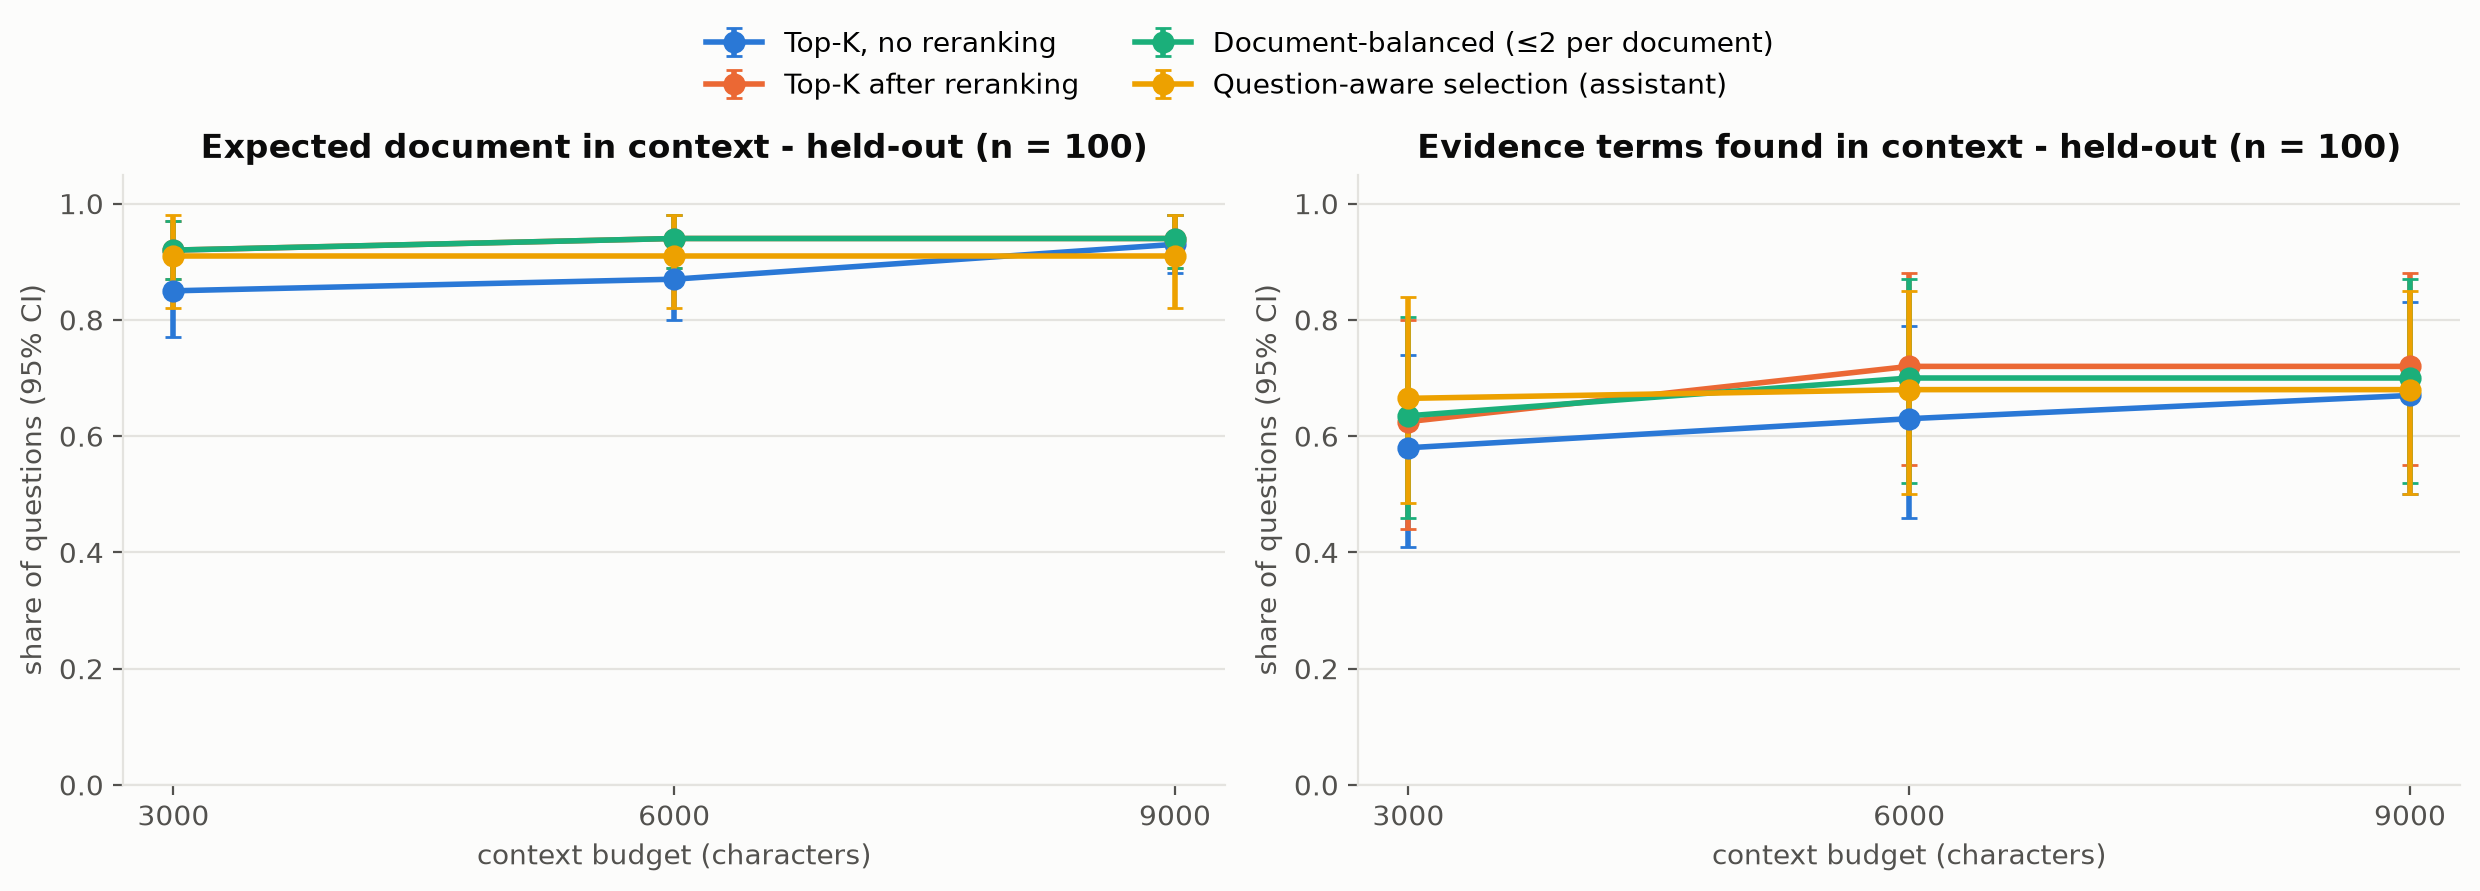 Top-K, no reranking
Top-K after reranking
Document-balanced (≤2 per document)
Question-aware selection (assistant)
Expected document in context - held-out (n = 100)
share of questions (95% CI)
1.0
0.8
0.6
0.4
0.2
0.0
3000 6000 9000
context budget (characters)
Evidence terms found in context - held-out (n = 100)
share of questions (95% CI)
1.0
0.8
0.6
0.4
0.2
0.0
3000 6000 9000
context budget (characters)